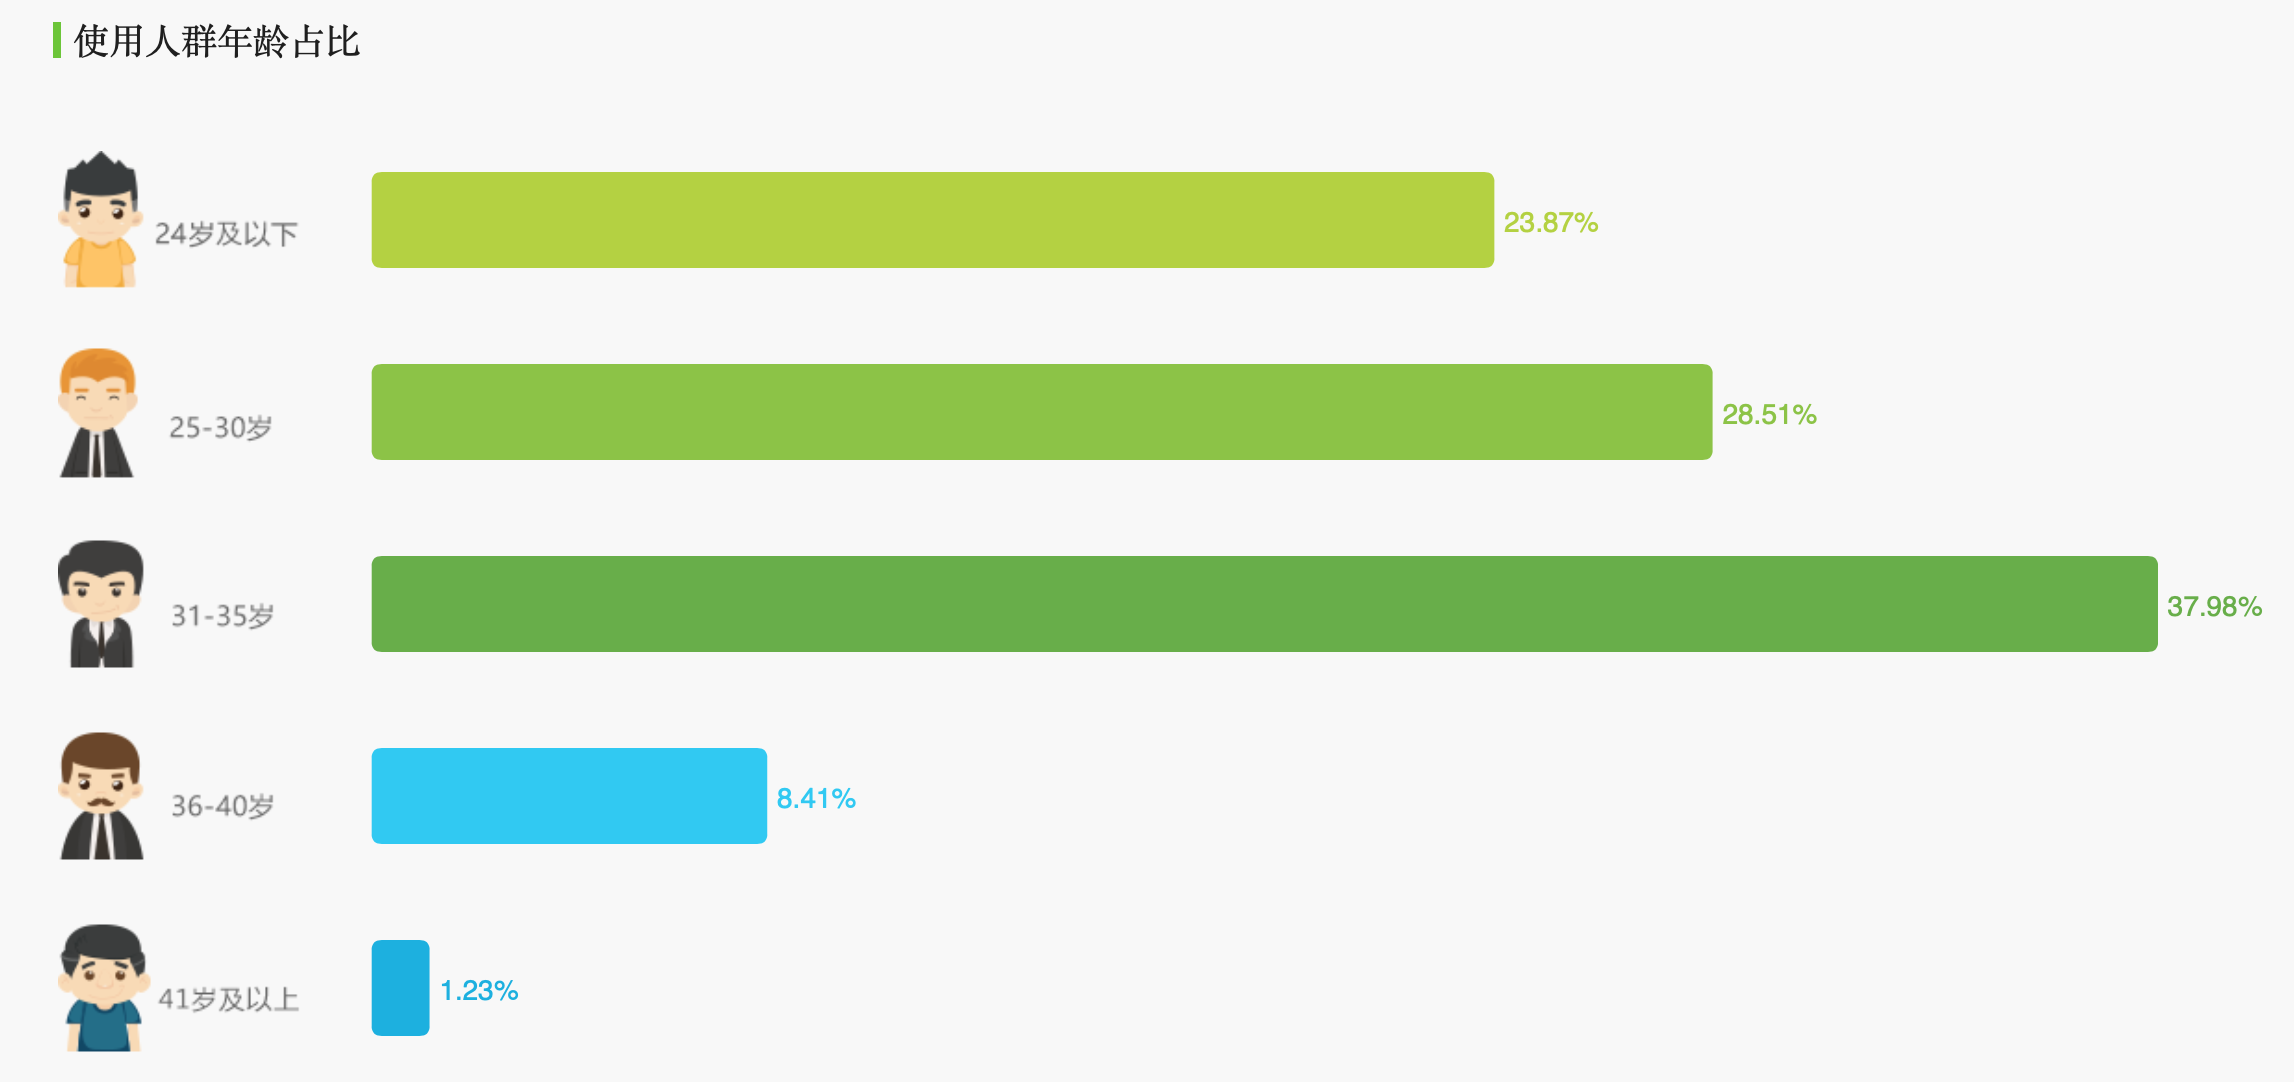 使用人群年龄占比
24岁及以下
23.87%
25-30岁
28.51%
31-35岁
37.98%
36-40岁
8.41%
41岁及以上
1.23%